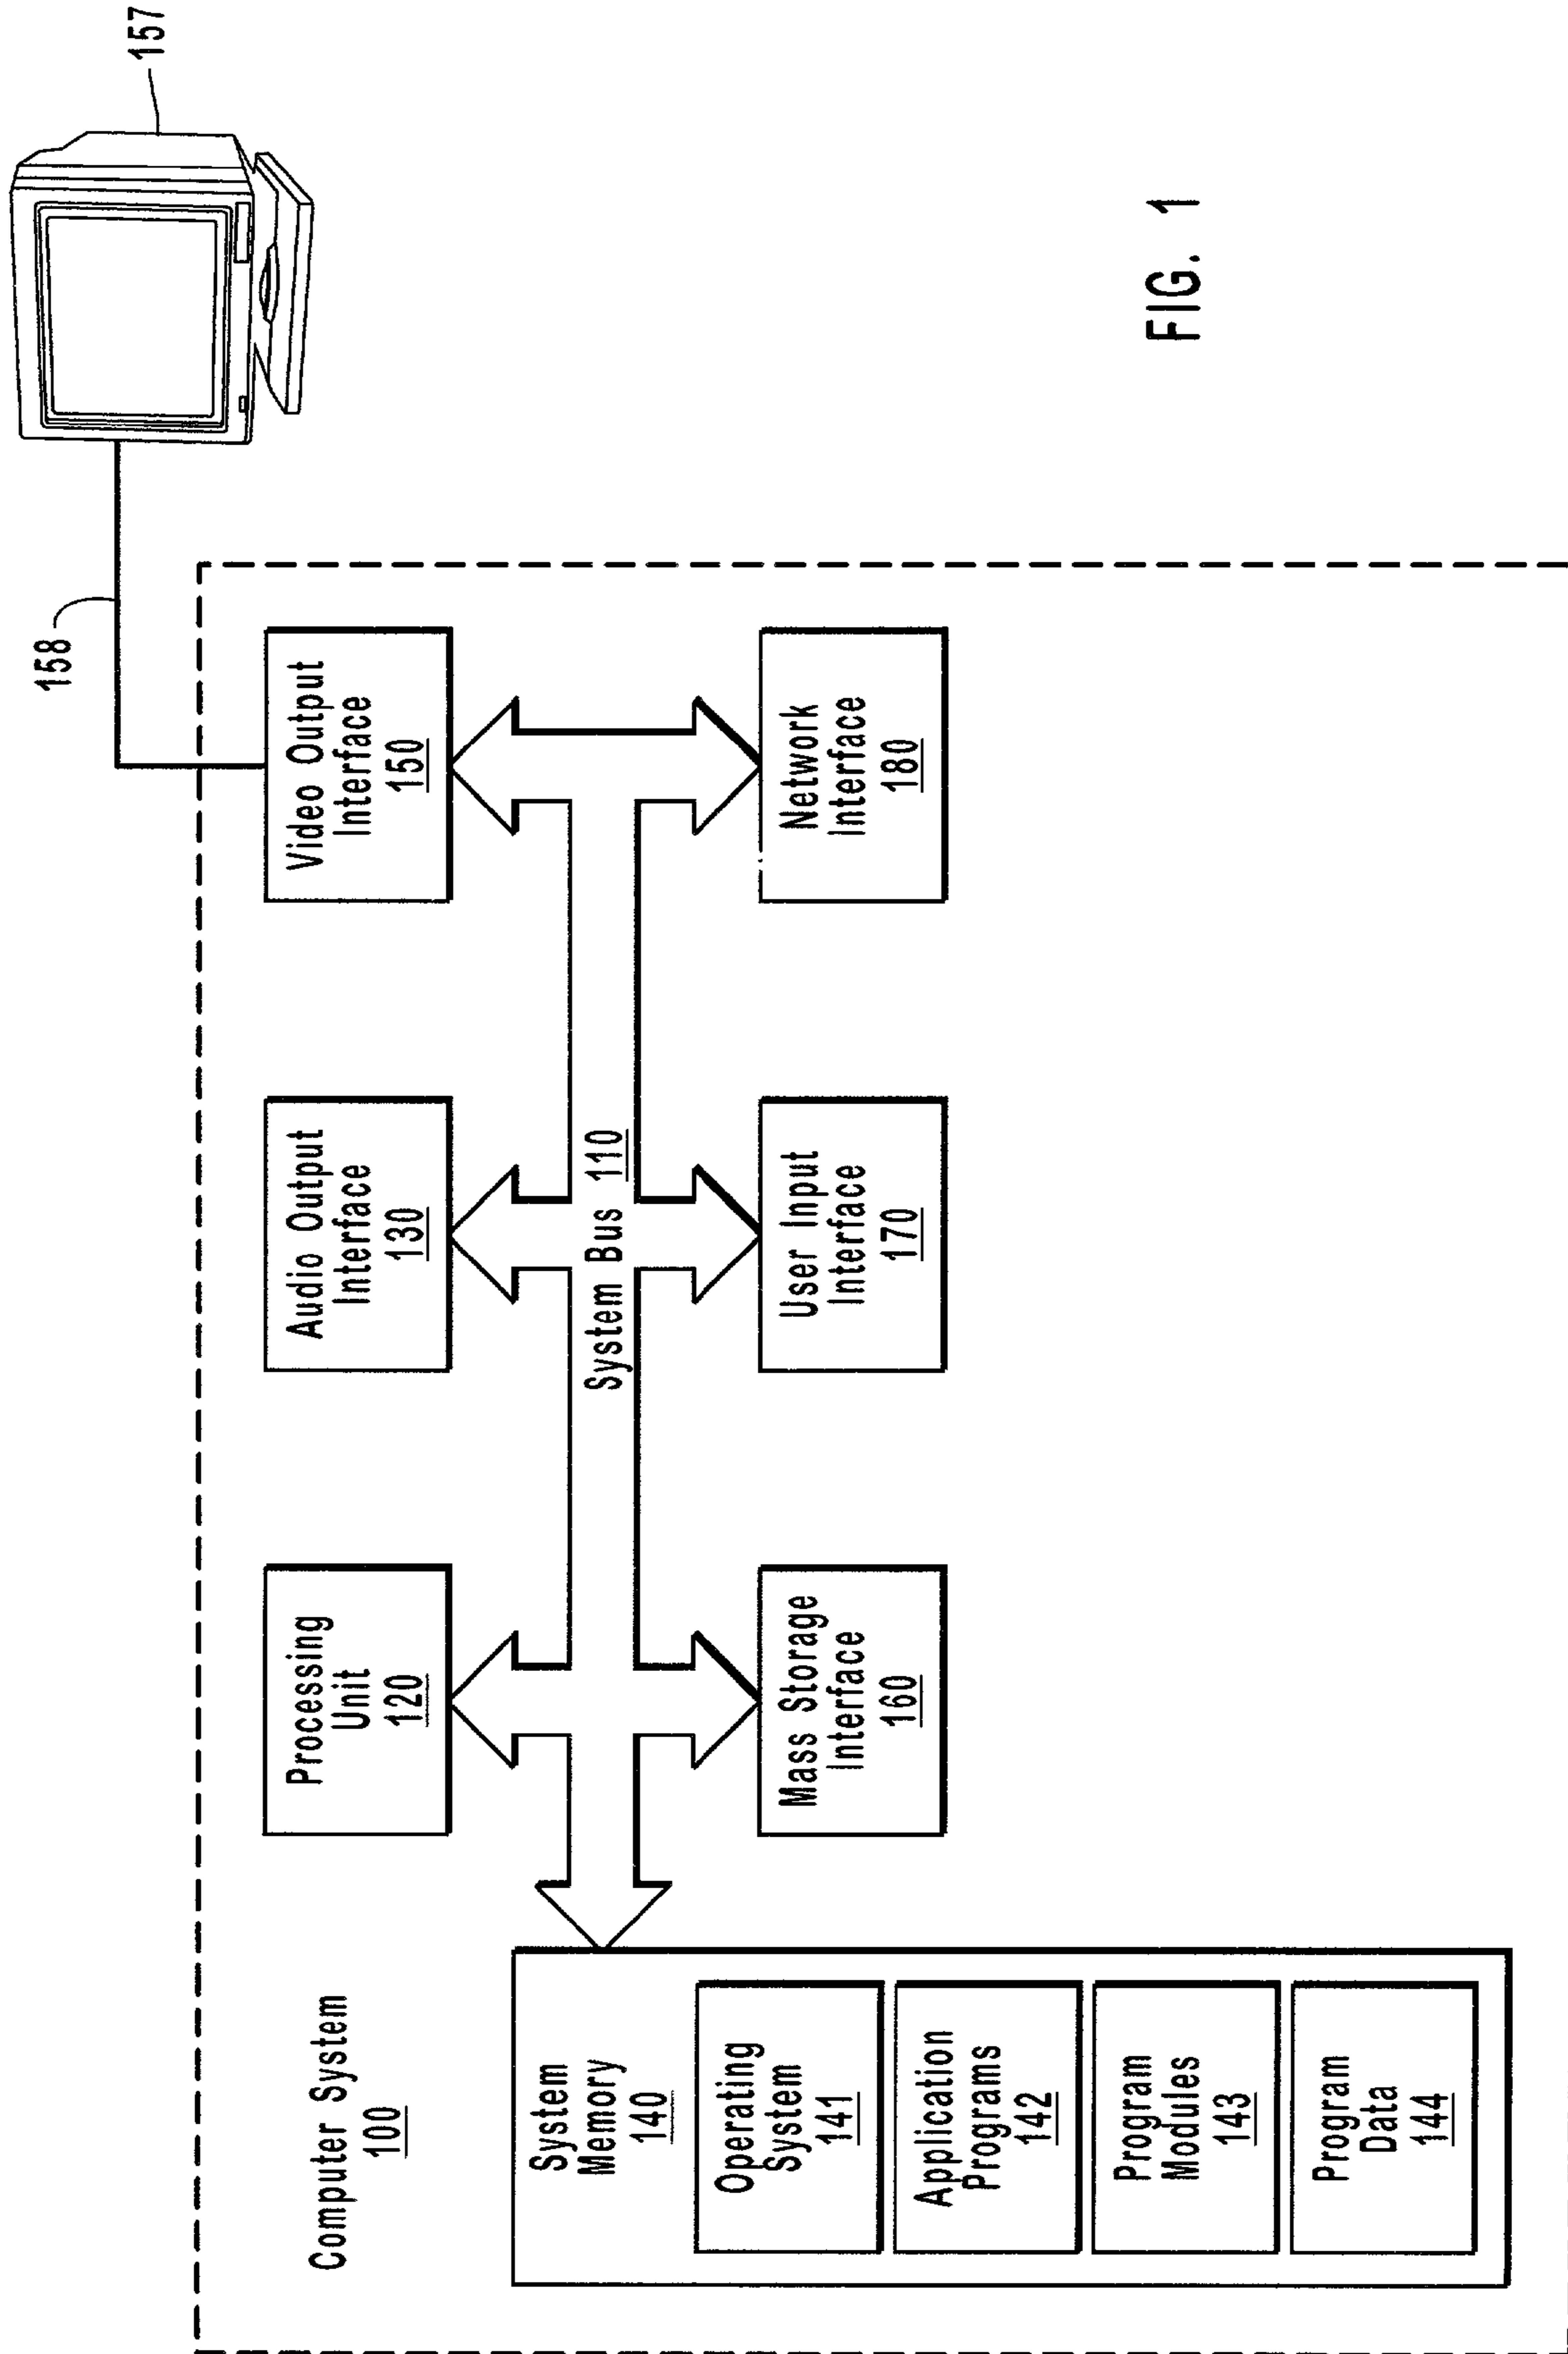 157
158
Computer System
100
Processing
Unit
120
Audio Output
Interface
130
Video Output
Interface
150
System Bus 110
System
Memory
140
Operating
System
141
Application
Programs
142
Program
Modules
143
Program
Data
144
Mass Storage
Interface
160
User Input
Interface
170
Network
Interface
180
FIG. 1